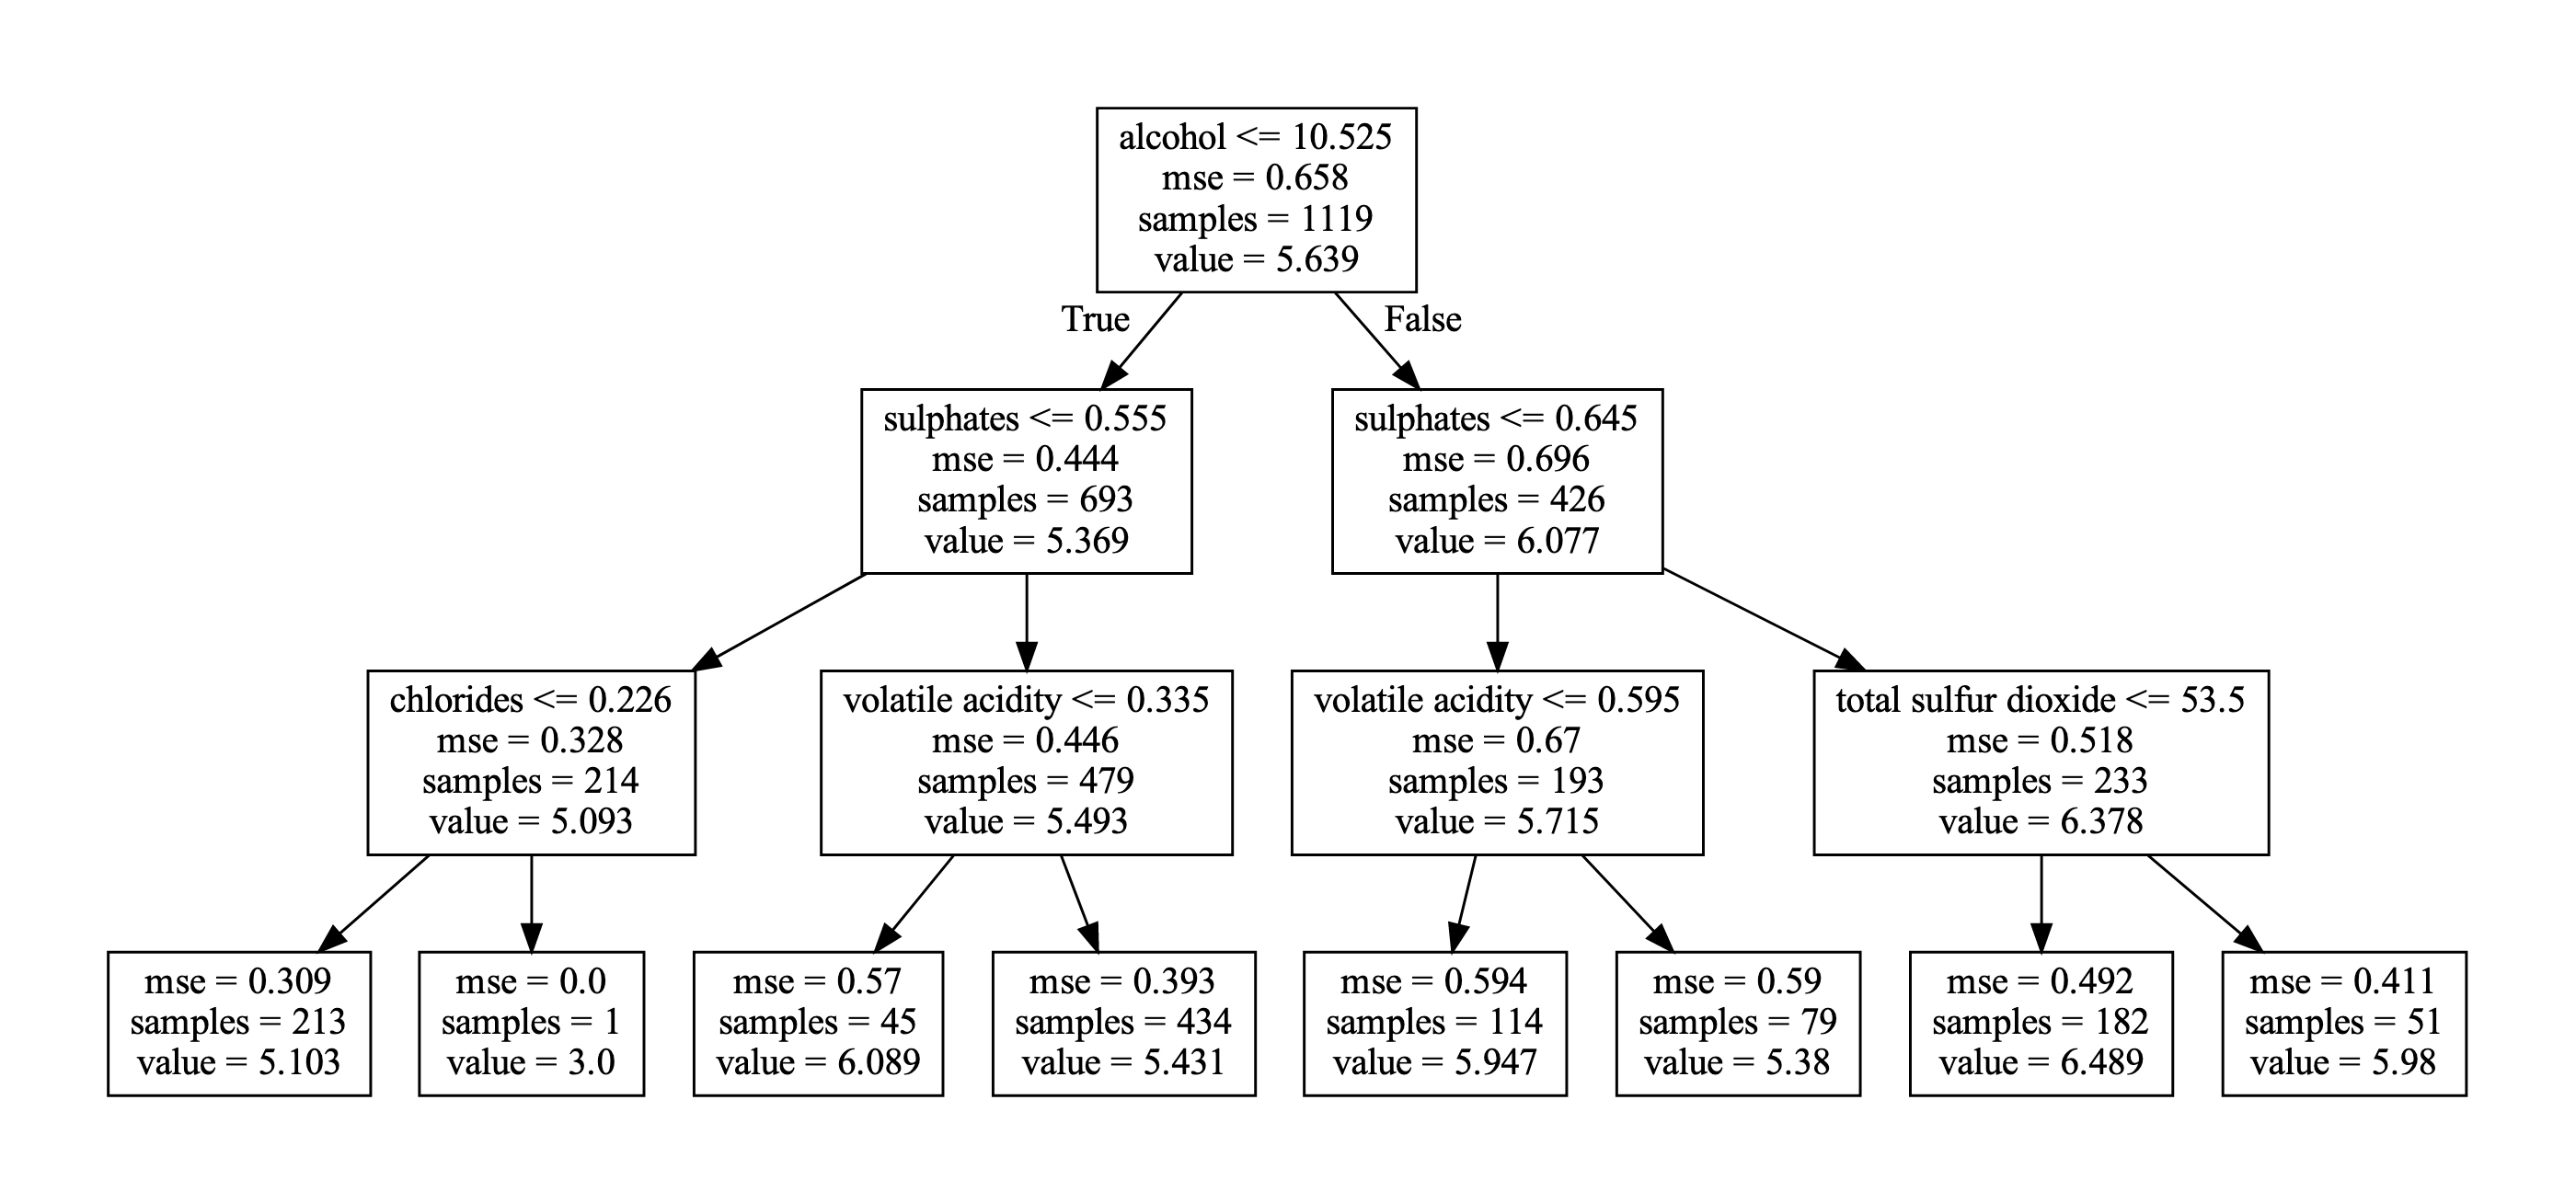 alcohol <= 10.525
mse = 0.658
samples = 1119
value = 5.639
True
False
sulphates <= 0.555
mse = 0.444
samples = 693
value = 5.369
sulphates <= 0.645
mse = 0.696
samples = 426
value = 6.077
chlorides <= 0.226
mse = 0.328
samples = 214
value = 5.093
volatile acidity <= 0.335
mse = 0.446
samples = 479
value = 5.493
volatile acidity <= 0.595
mse = 0.67
samples = 193
value = 5.715
total sulfur dioxide <= 53.5
mse = 0.518
samples = 233
value = 6.378
mse = 0.309
samples = 213
value = 5.103
mse = 0.0
samples = 1
value = 3.0
mse = 0.57
samples = 45
value = 6.089
mse = 0.393
samples = 434
value = 5.431
mse = 0.594
samples = 114
value = 5.947
mse = 0.59
samples = 79
value = 5.38
mse = 0.492
samples = 182
value = 6.489
mse = 0.411
samples = 51
value = 5.98